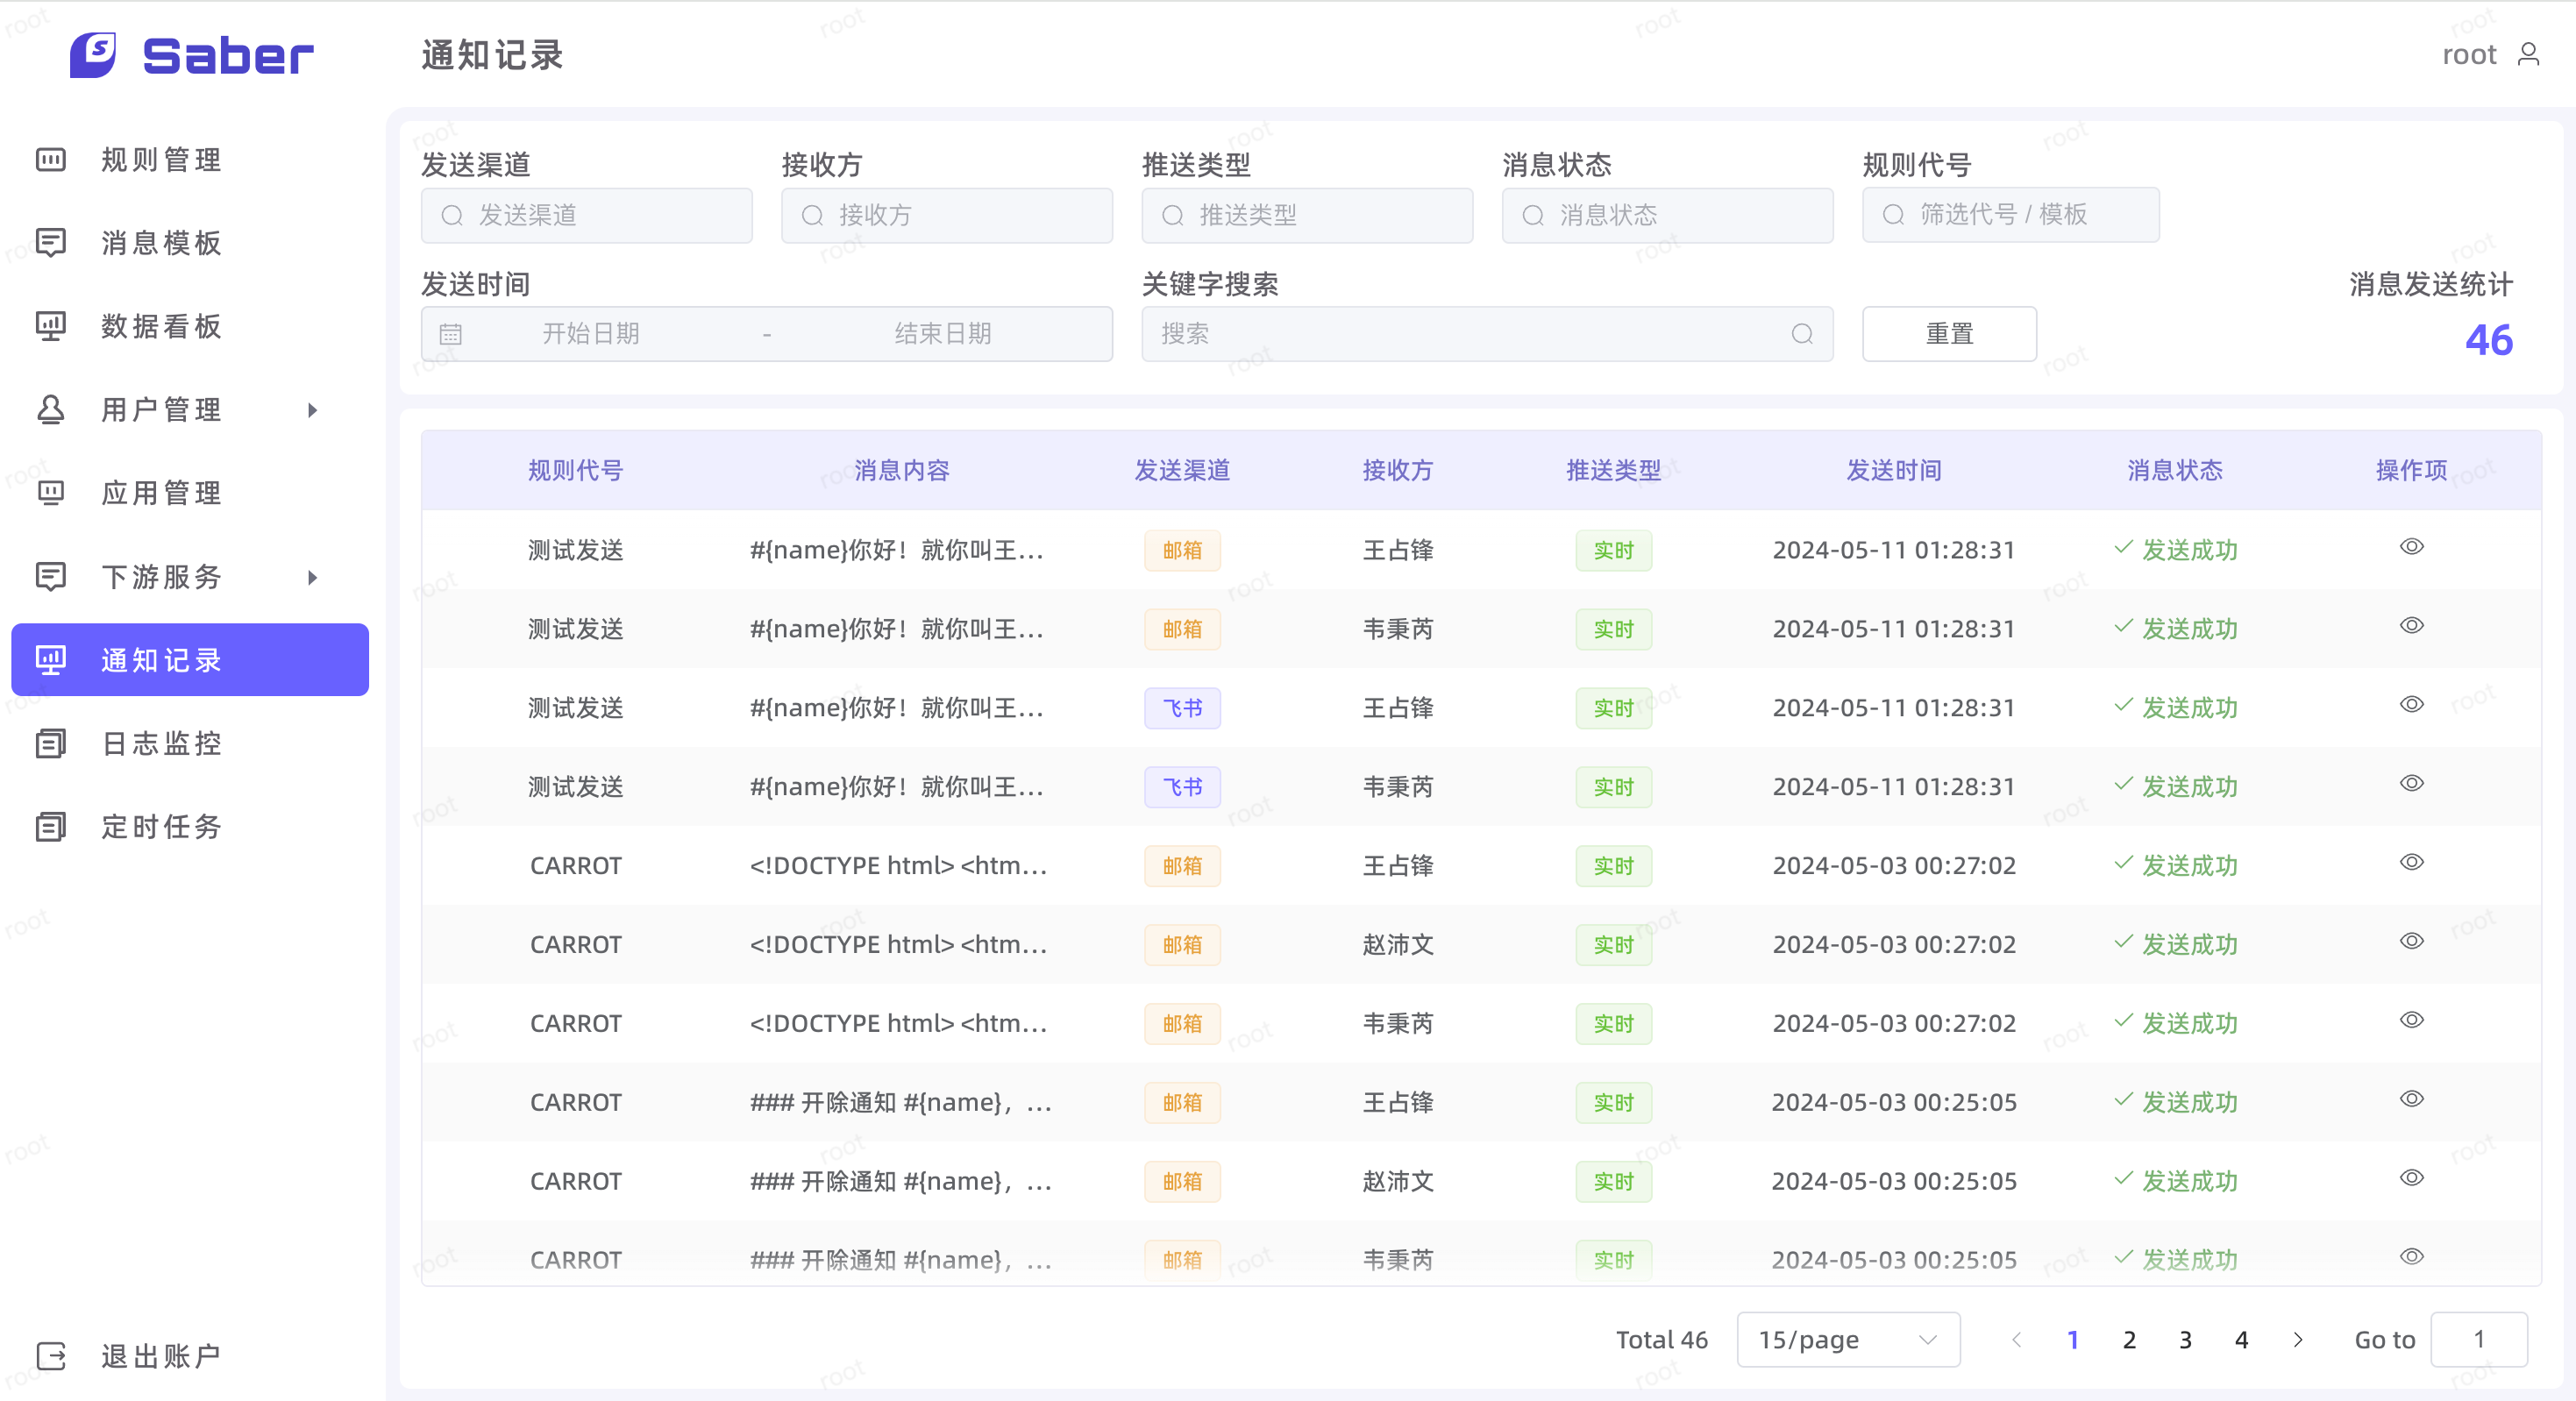 Saber
通知记录
root
规则管理
消息模板
数据看板
用户管理
应用管理
下游服务
通知记录
日志监控
定时任务
退出账户
发送渠道 接收方 推送类型 消息状态 规则代号
发送渠道 接收方 推送类型 消息状态 筛选代号 / 模板
发送时间 关键字搜索 消息发送统计
开始日期 - 结束日期 搜索 重置 46
规则代号 消息内容 发送渠道 接收方 推送类型 发送时间 消息状态 操作项
测试发送 #{name}你好！就你叫王... 邮箱 王占锋 实时 2024-05-11 01:28:31 发送成功
测试发送 #{name}你好！就你叫王... 邮箱 韦秉芮 实时 2024-05-11 01:28:31 发送成功
测试发送 #{name}你好！就你叫王... 飞书 王占锋 实时 2024-05-11 01:28:31 发送成功
测试发送 #{name}你好！就你叫王... 飞书 韦秉芮 实时 2024-05-11 01:28:31 发送成功
CARROT <!DOCTYPE html> <htm... 邮箱 王占锋 实时 2024-05-03 00:27:02 发送成功
CARROT <!DOCTYPE html> <htm... 邮箱 赵沛文 实时 2024-05-03 00:27:02 发送成功
CARROT <!DOCTYPE html> <htm... 邮箱 韦秉芮 实时 2024-05-03 00:27:02 发送成功
CARROT ### 开除通知 #{name}，... 邮箱 王占锋 实时 2024-05-03 00:25:05 发送成功
CARROT ### 开除通知 #{name}，... 邮箱 赵沛文 实时 2024-05-03 00:25:05 发送成功
CARROT ### 开除通知 #{name}，... 邮箱 韦秉芮 实时 2024-05-03 00:25:05 发送成功
Total 46 15/page 1 2 3 4 Go to 1